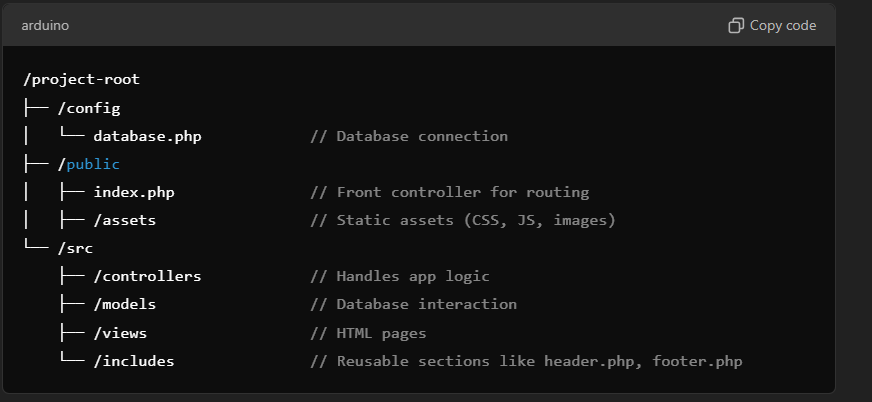 arduino
Copy code
/project-root
├── /config
│   └── database.php            // Database connection
├── /public
│   ├── index.php               // Front controller for routing
│   ├── /assets                 // Static assets (CSS, JS, images)
└── /src
    ├── /controllers            // Handles app logic
    ├── /models                 // Database interaction
    ├── /views                  // HTML pages
    └── /includes               // Reusable sections like header.php, footer.php